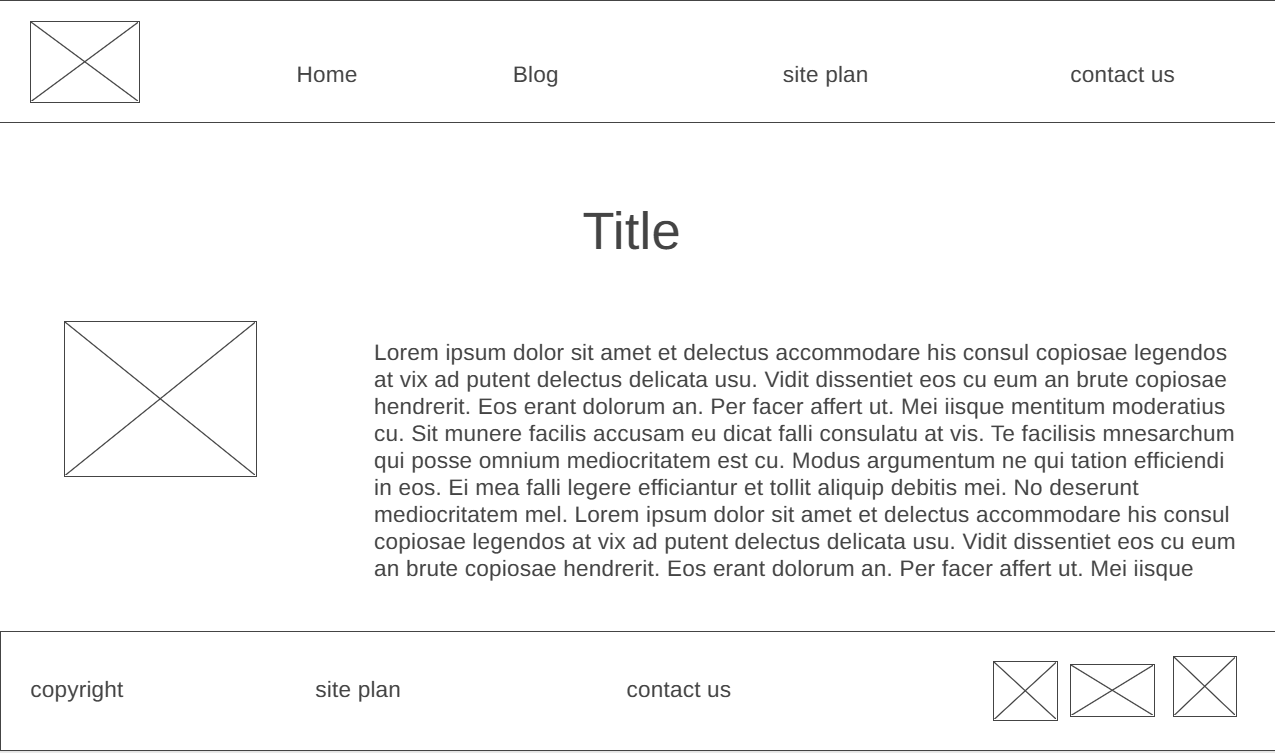 Home Blog site plan contact us
Title
Lorem ipsum dolor sit amet et delectus accommodare his consul copiosae legendos
at vix ad putent delectus delicata usu. Vidit dissentiet eos cu eum an brute copiosae
hendrerit. Eos erant dolorum an. Per facer affert ut. Mei iisque mentitum moderatius
cu. Sit munere facilis accusam eu dicat falli consulatu at vis. Te facilisis mnesarchum
qui posse omnium mediocritatem est cu. Modus argumentum ne qui tation efficiendi
in eos. Ei mea falli legere efficiantur et tollit aliquip debitis mei. No deserunt
mediocritatem mel. Lorem ipsum dolor sit amet et delectus accommodare his consul
copiosae legendos at vix ad putent delectus delicata usu. Vidit dissentiet eos cu eum
an brute copiosae hendrerit. Eos erant dolorum an. Per facer affert ut. Mei iisque
copyright site plan contact us